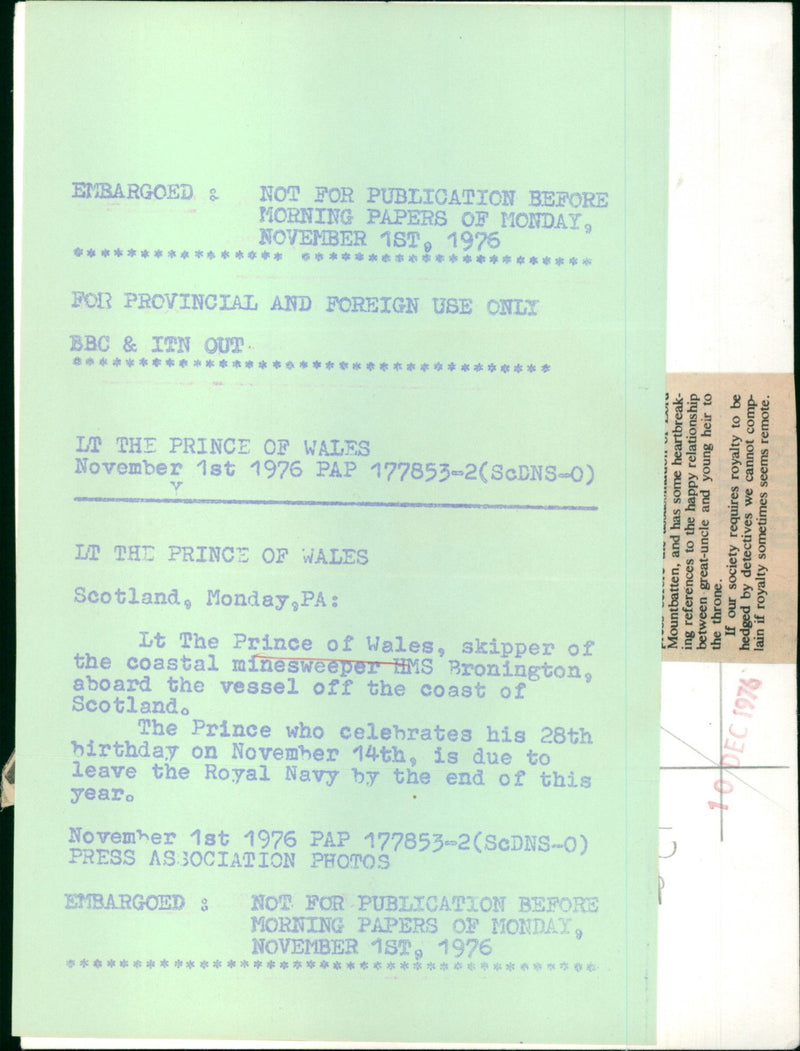 EMBARGOED : NOT FOR PUBLICATION BEFORE
MORNING PAPERS OF MONDAY,
NOVEMBER 1ST, 1976
**************** **********************
FOR PROVINCIAL AND FOREIGN USE ONLY
BBC & ITN OUT
************************************
LT THE PRINCE OF WALES
November 1st 1976 PAP 177853-2(ScDNS-O)
v
LT THE PRINCE OF WALES
Scotland, Monday,PA:
Lt The Prince of Wales, skipper of
the coastal minesweeper HMS Bronington,
aboard the vessel off the coast of
Scotland.
The Prince who celebrates his 28th
birthday on November 14th, is due to
leave the Royal Navy by the end of this
year.
November 1st 1976 PAP 177853-2(ScDNS-O)
PRESS ASSOCIATION PHOTOS
EMBARGOED : NOT FOR PUBLICATION BEFORE
MORNING PAPERS OF MONDAY,
NOVEMBER 1ST, 1976
****************************************
Mountbatten, and has some heartbreak-
ing references to the happy relationship
between great-uncle and young heir to
the throne.
If our society requires royalty to be
hedged by detectives we cannot comp-
lain if royalty sometimes seems remote.
10 DEC 1976